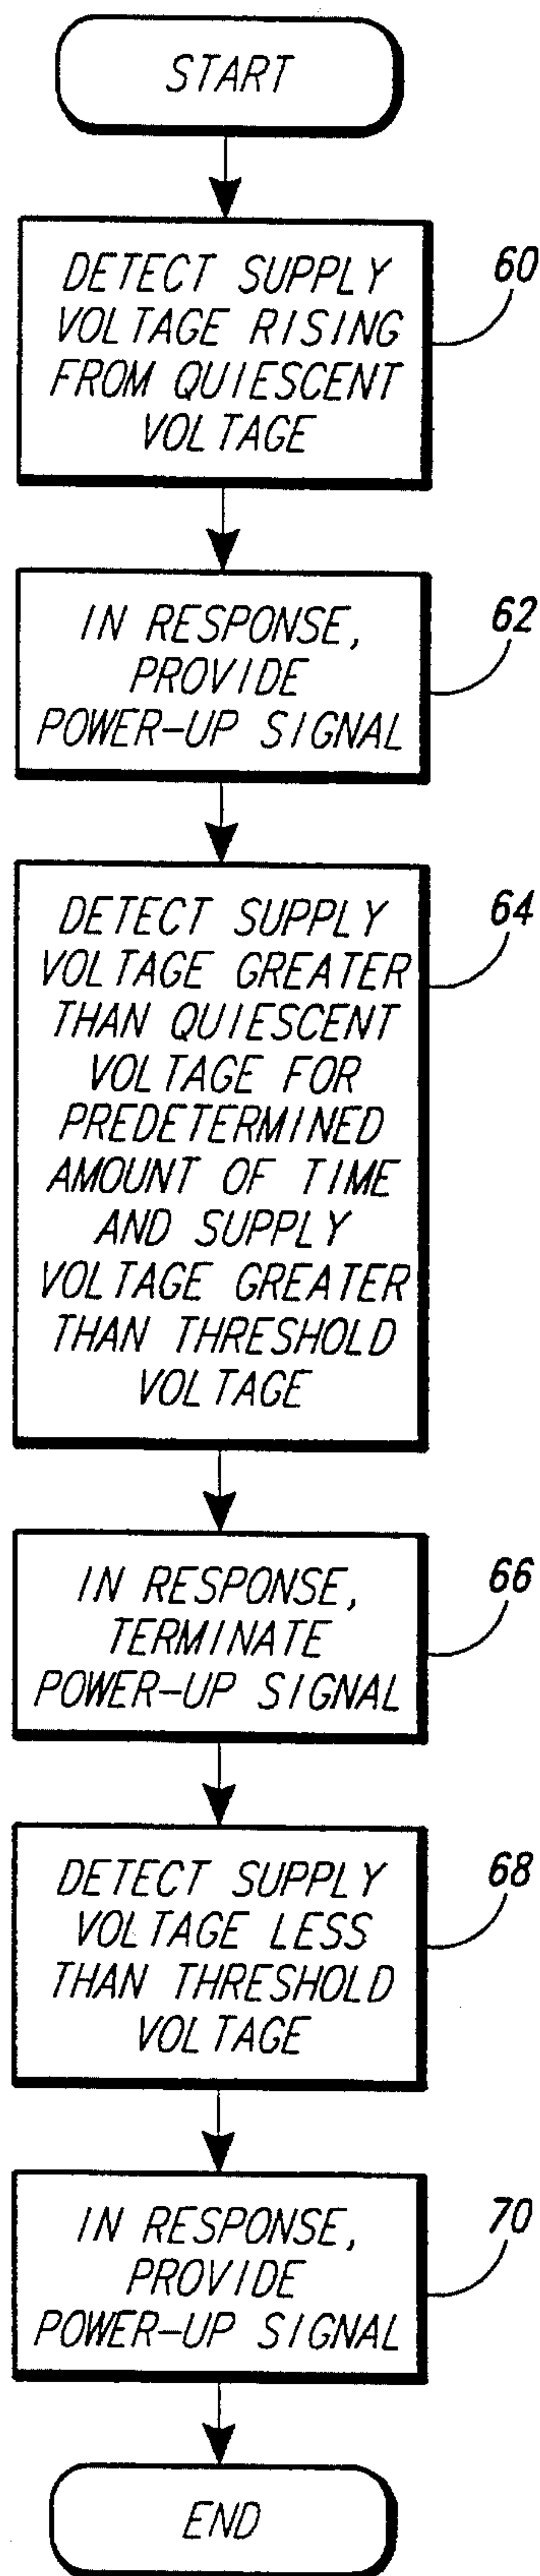 START
DETECT SUPPLY
VOLTAGE RISING
FROM QUIESCENT
VOLTAGE
60
IN RESPONSE,
PROVIDE
POWER-UP SIGNAL
62
DETECT SUPPLY
VOLTAGE GREATER
THAN QUIESCENT
VOLTAGE FOR
PREDETERMINED
AMOUNT OF TIME
AND SUPPLY
VOLTAGE GREATER
THAN THRESHOLD
VOLTAGE
64
IN RESPONSE,
TERMINATE
POWER-UP SIGNAL
66
DETECT SUPPLY
VOLTAGE LESS
THAN THRESHOLD
VOLTAGE
68
IN RESPONSE,
PROVIDE
POWER-UP SIGNAL
70
END